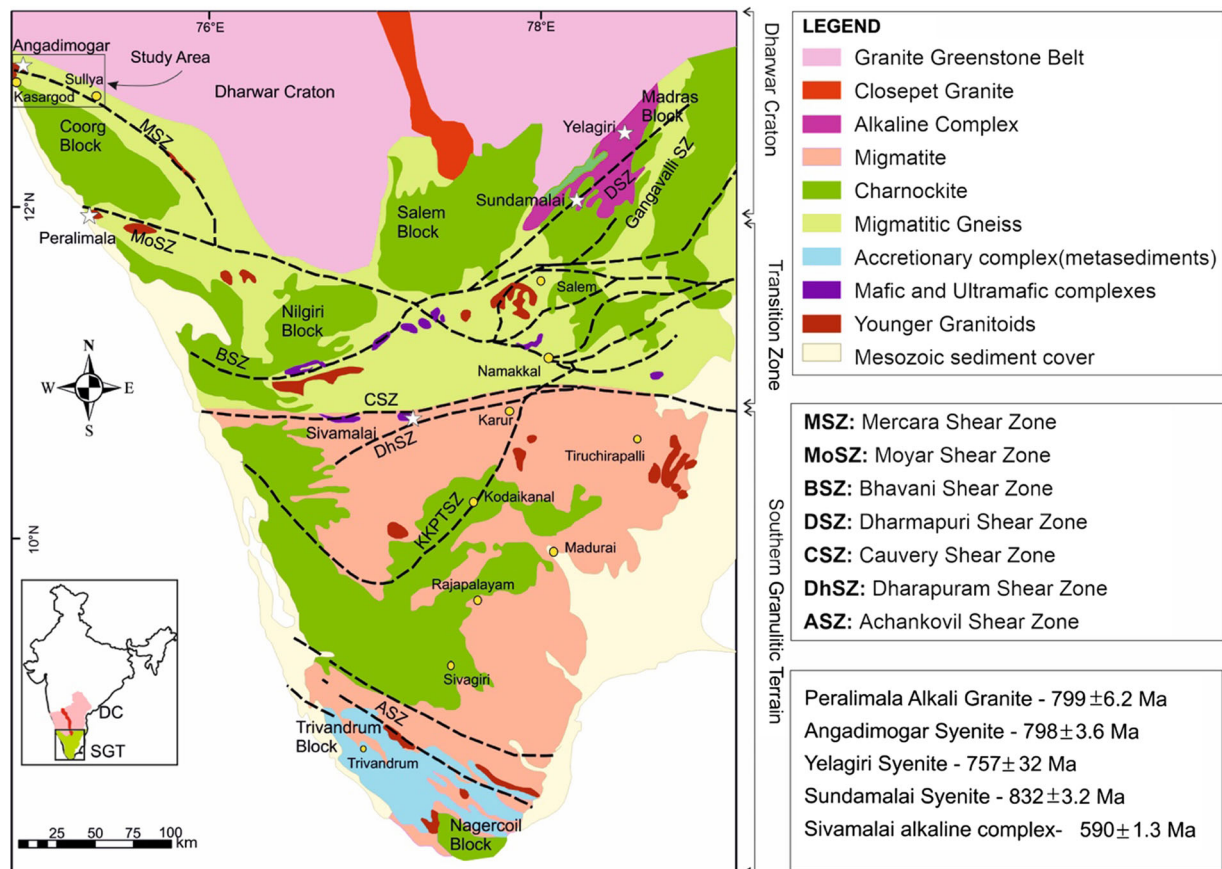 76°E
78°E
Angadimogar
Study Area
Sullya
Kasargod
Dharwar Craton
Madras
Block
Yelagiri
Coorg
Block
MSZ
Gangavalli SZ
DSZ
Sundamalai
12°N
Salem
Block
Peralimala
MoSZ
Salem
Nilgiri
Block
BSZ
Namakkal
N
W
E
S
CSZ
Sivamalai
Karur
DhSZ
Tiruchirapalli
Kodaikanal
KKPTSZ
10°N
Madurai
Rajapalayam
Sivagiri
ASZ
Trivandrum
Block
Trivandrum
Nagercoil
Block
DC
SGT
0 25 50 75 100
km
Dharwar Craton
Transition Zone
Southern Granulitic Terrain
LEGEND
Granite Greenstone Belt
Closepet Granite
Alkaline Complex
Migmatite
Charnockite
Migmatitic Gneiss
Accretionary complex(metasediments)
Mafic and Ultramafic complexes
Younger Granitoids
Mesozoic sediment cover
MSZ: Mercara Shear Zone
MoSZ: Moyar Shear Zone
BSZ: Bhavani Shear Zone
DSZ: Dharmapuri Shear Zone
CSZ: Cauvery Shear Zone
DhSZ: Dharapuram Shear Zone
ASZ: Achankovil Shear Zone
Peralimala Alkali Granite - 799±6.2 Ma
Angadimogar Syenite - 798±3.6 Ma
Yelagiri Syenite - 757±32 Ma
Sundamalai Syenite - 832±3.2 Ma
Sivamalai alkaline complex- 590±1.3 Ma